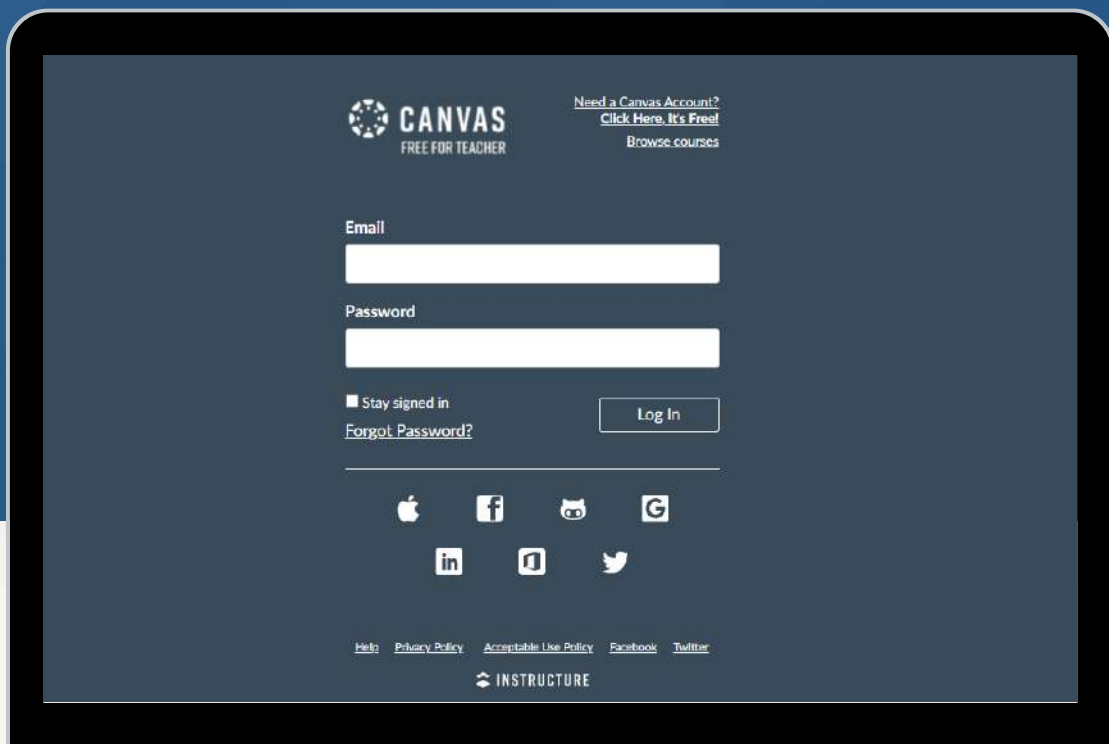 CANVAS
FREE FOR TEACHER
Need a Canvas Account?
Click Here, It's Free!
Browse courses
Email
Password
Stay signed in
Log In
Forgot Password?
Help Privacy Policy Acceptable Use Policy Facebook Twitter
INSTRUCTURE